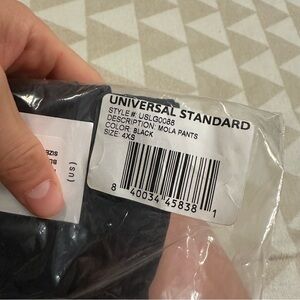 UNIVERSAL STANDARD
STYLE #: USLG0088
DESCRIPTION: MOLA PANTS
COLOR: BLACK
SIZE: 4XS
8 40034 45838 1
(US)